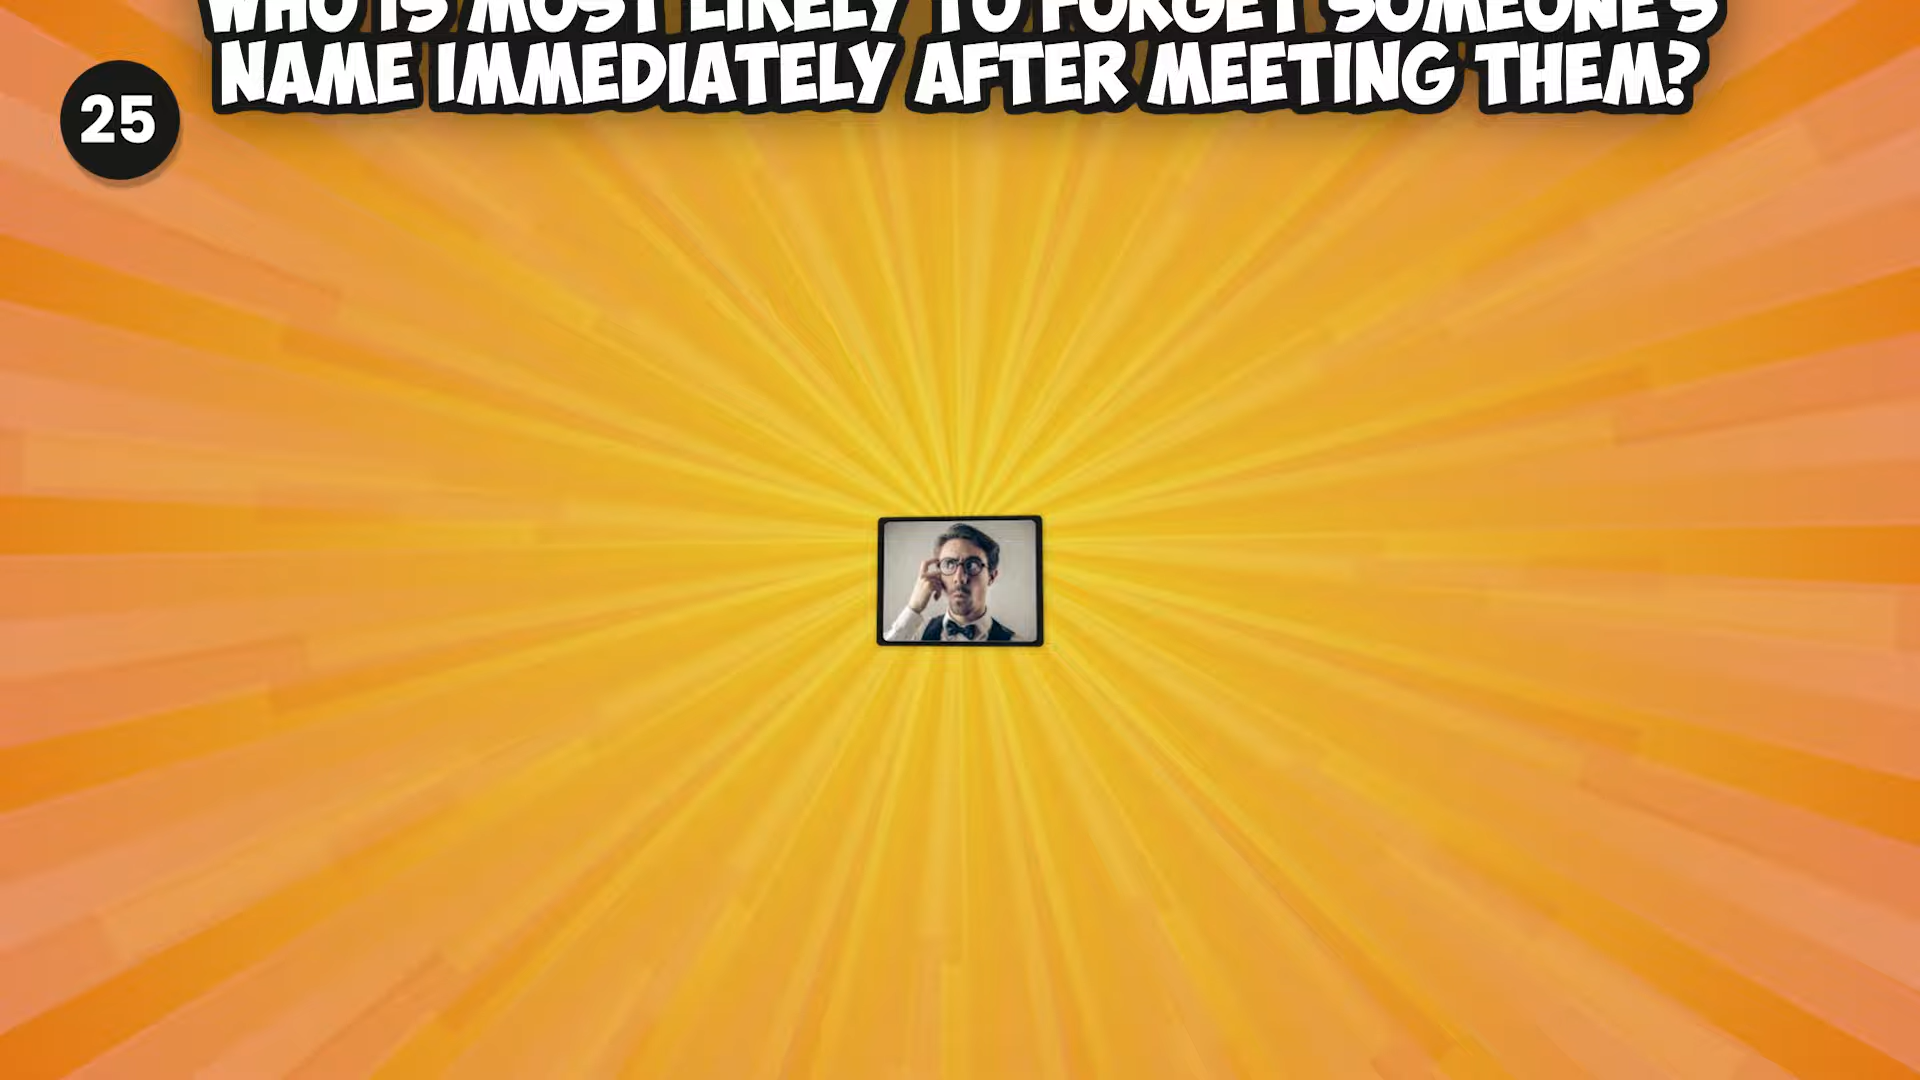 WHO IS MOST LIKELY TO FORGET SOMEONE'S
NAME IMMEDIATELY AFTER MEETING THEM?
25